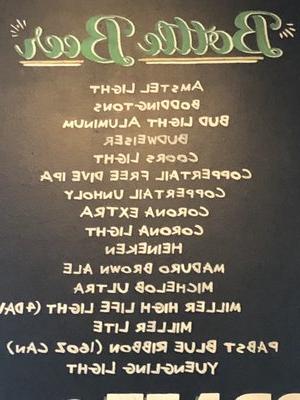 Bottle Beer
AMSTEL LIGHT
BODDINGTONS
BUD LIGHT ALUMINUM
BUDWEISER
COORS LIGHT
COPPERTAIL FREE DIVE IPA
COPPERTAIL UNHOLY
CORONA EXTRA
CORONA LIGHT
HEINEKEN
MADURO BROWN ALE
MICHELOB ULTRA
MILLER HIGH LIFE LIGHT (4DAV
MILLER LITE
PABST BLUE RIBBON (16OZ CAN)
YUENGLING LIGHT